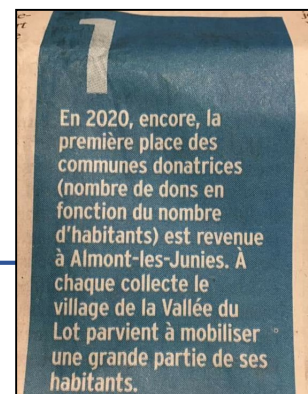 1
En 2020, encore, la
première place des
communes donatrices
(nombre de dons en
fonction du nombre
d'habitants) est revenue
à Almont-les-Junies. À
chaque collecte le
village de la Vallée du
Lot parvient à mobiliser
une grande partie de ses
habitants.